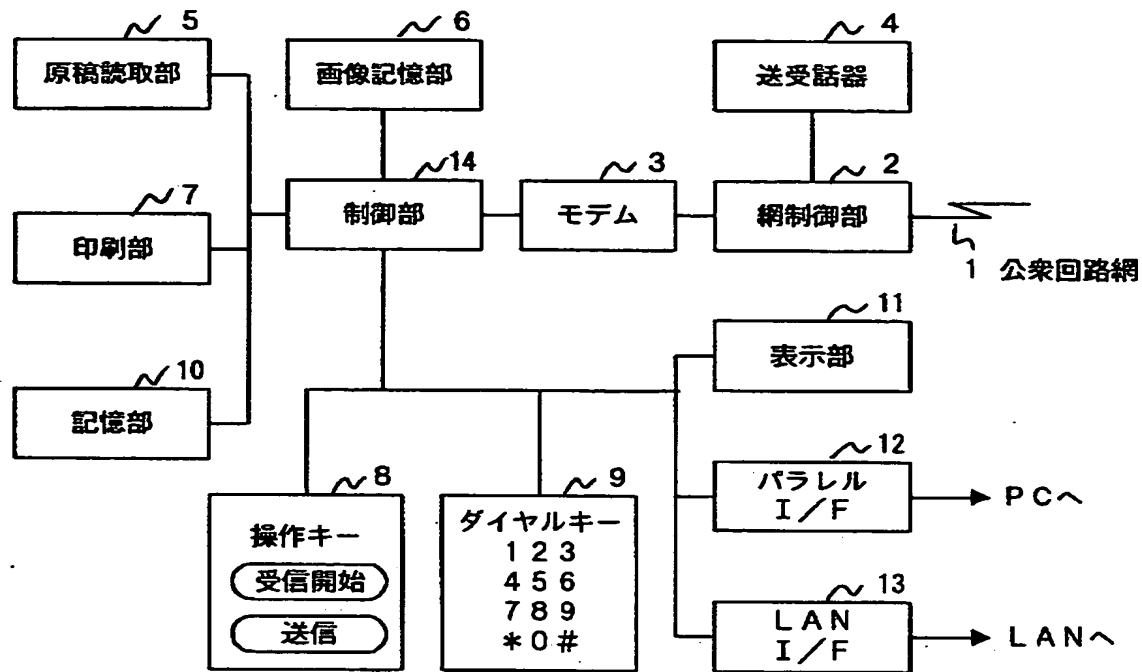 5
原稿読取部
6
画像記憶部
4
送受話器
7
印刷部
14
制御部
3
モデム
2
網制御部
1 公衆回路網
10
記憶部
11
表示部
8
操作キー
受信開始
送信
9
ダイヤルキー
1 2 3
4 5 6
7 8 9
* 0 #
12
パラレル
I/F
PCへ
13
LAN
I/F
LANへ